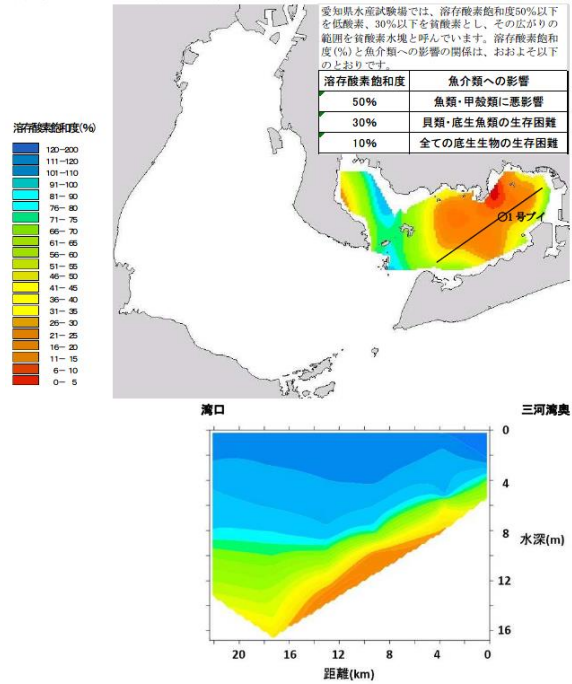 愛知県水産試験場では、溶存酸素飽和度50%以下
を低酸素、30%以下を貧酸素とし、その広がりの
範囲を貧酸素水塊と呼んでいます。溶存酸素飽和
度(%)と魚介類への影響の関係は、おおよそ以下
のとおりです。
溶存酸素飽和度 魚介類への影響
50% 魚類・甲殻類に悪影響
30% 貝類・底生魚類の生存困難
10% 全ての底生生物の生存困難
溶存酸素飽和度(%)
120-200
111-120
101-110
91-100
81-90
76-80
71-75
66-70
61-65
56-60
51-55
46-50
41-45
36-40
31-35
26-30
21-25
16-20
11-15
6-10
0-5
1号ブイ
湾口 三河湾奥
0
4
8
水深(m)
12
16
20 16 12 8 4 0
距離(km)